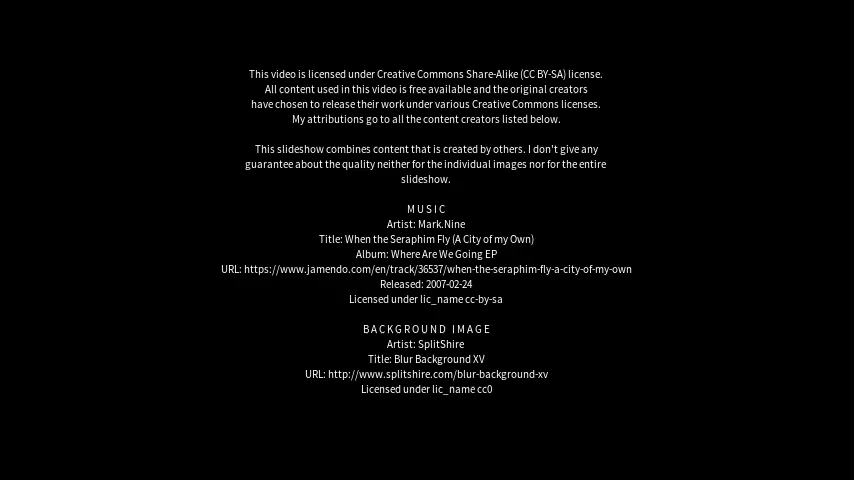 This video is licensed under Creative Commons Share-Alike (CC BY-SA) license.
All content used in this video is free available and the original creators
have chosen to release their work under various Creative Commons licenses.
My attributions go to all the content creators listed below.
This slideshow combines content that is created by others. I don't give any
guarantee about the quality neither for the individual images nor for the entire
slideshow.
MUSIC
Artist: Mark.Nine
Title: When the Seraphim Fly (A City of my Own)
Album: Where Are We Going EP
URL: https://www.jamendo.com/en/track/36537/when-the-seraphim-fly-a-city-of-my-own
Released: 2007-02-24
Licensed under lic_name cc-by-sa
BACKGROUND IMAGE
Artist: SplitShire
Title: Blur Background XV
URL: http://www.splitshire.com/blur-background-xv
Licensed under lic_name cc0